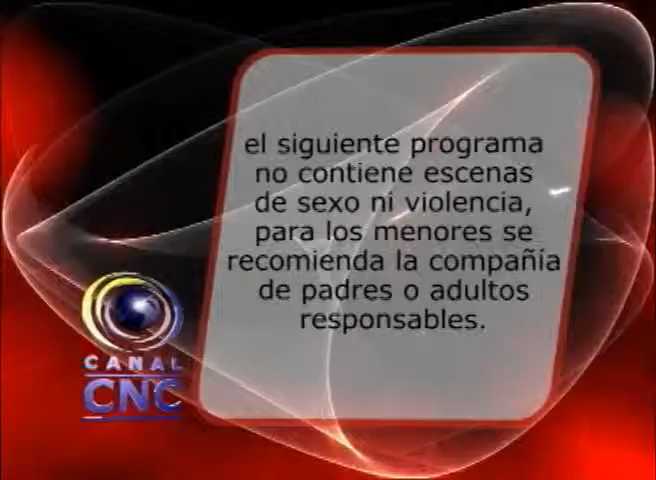 el siguiente programa
no contiene escenas
de sexo ni violencia,
para los menores se
recomienda la compañía
de padres o adultos
responsables.
CANAL
CNC